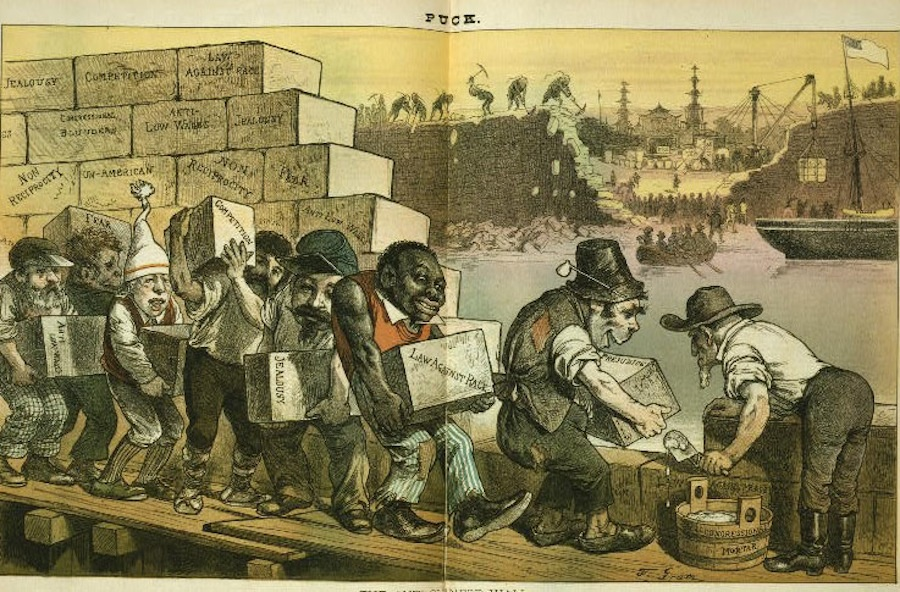 PUCK.
JEALOUSY
COMPETITION
LAW
AGAINST RACE
CONGRESSIONAL
BLUNDERS
ANTI
LOW WAGES
JEALOUSY
NON
RECIPROCITY
UN-AMERICAN
NON
RECIPROCITY
FEAR
FEAR
COMPETITION
JEALOUSY
LAW AGAINST RACE
PREJUDICE
CONGRESSIONAL
MORTAR